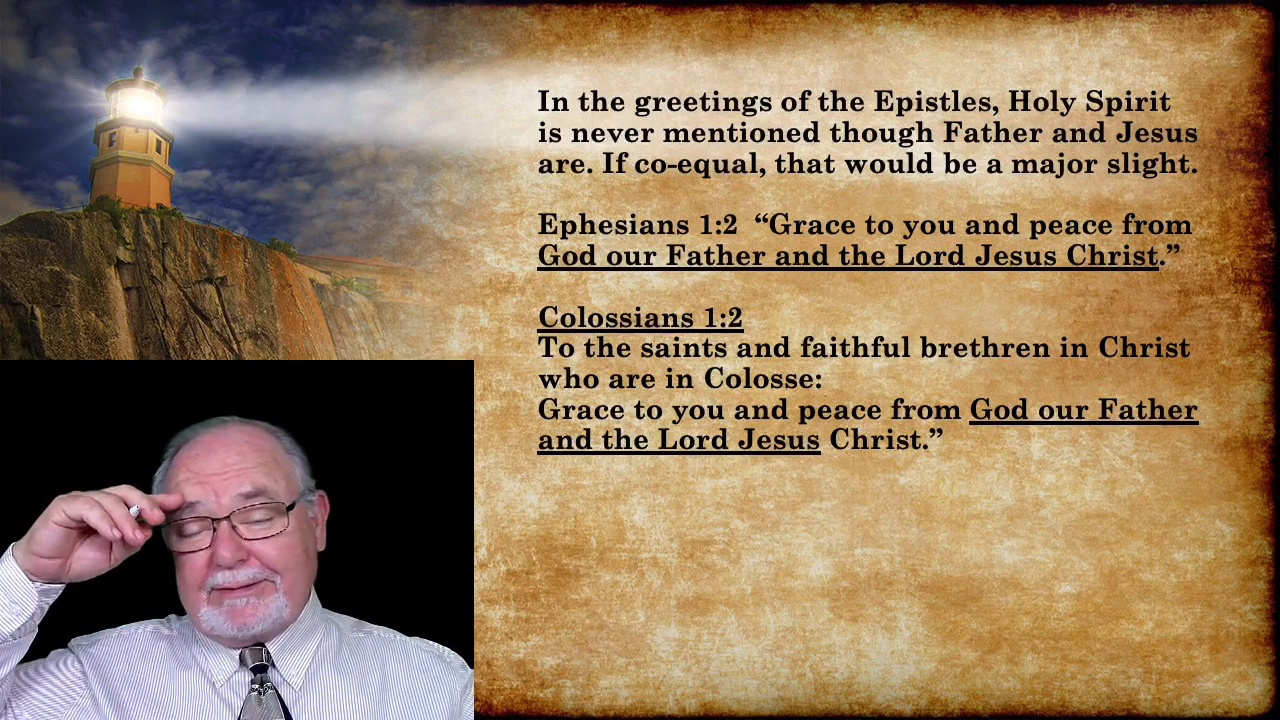 In the greetings of the Epistles, Holy Spirit
is never mentioned though Father and Jesus
are. If co-equal, that would be a major slight.
Ephesians 1:2  “Grace to you and peace from
God our Father and the Lord Jesus Christ.”
Colossians 1:2
To the saints and faithful brethren in Christ
who are in Colosse:
Grace to you and peace from God our Father
and the Lord Jesus Christ.”